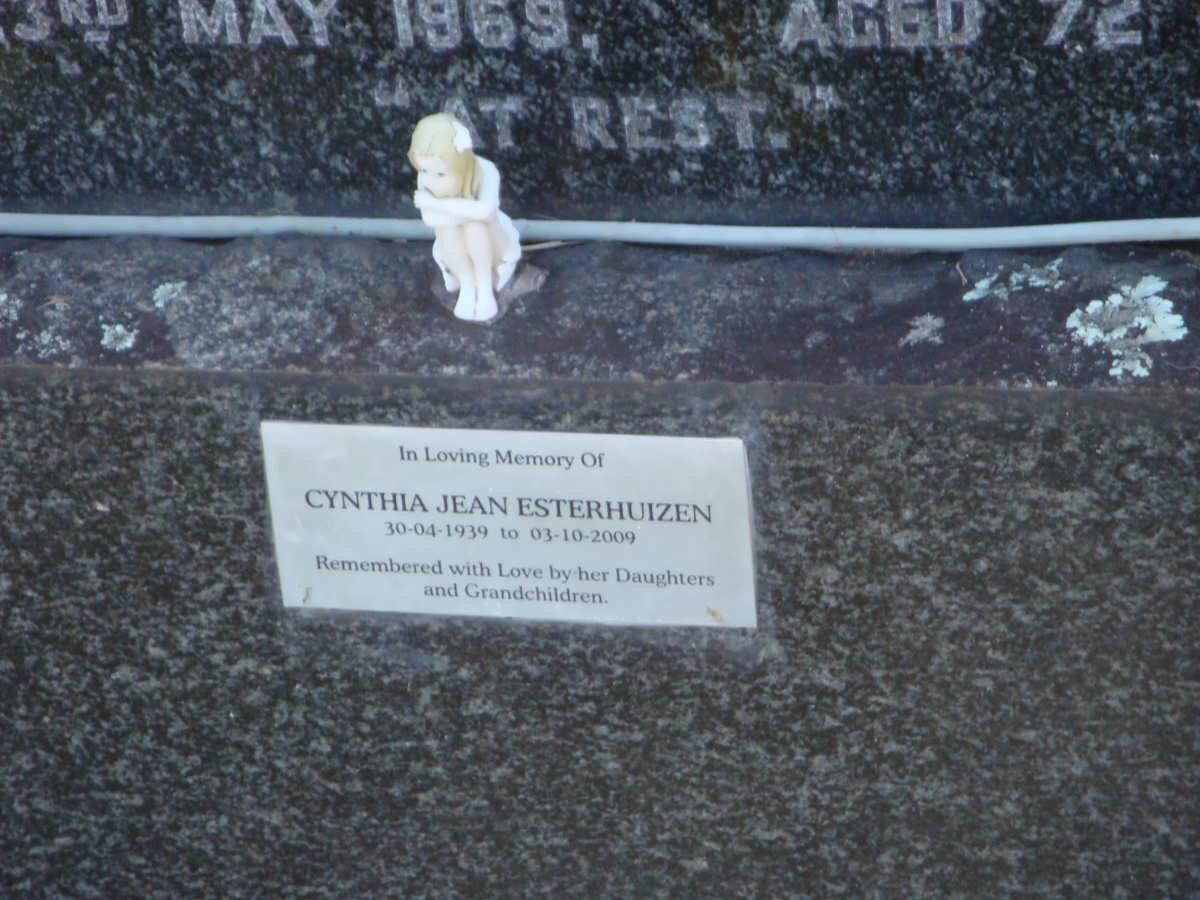 3RD MAY 1969. AGED 72
"AT REST."
In Loving Memory Of
CYNTHIA JEAN ESTERHUIZEN
30-04-1939 to 03-10-2009
Remembered with Love by her Daughters
and Grandchildren.